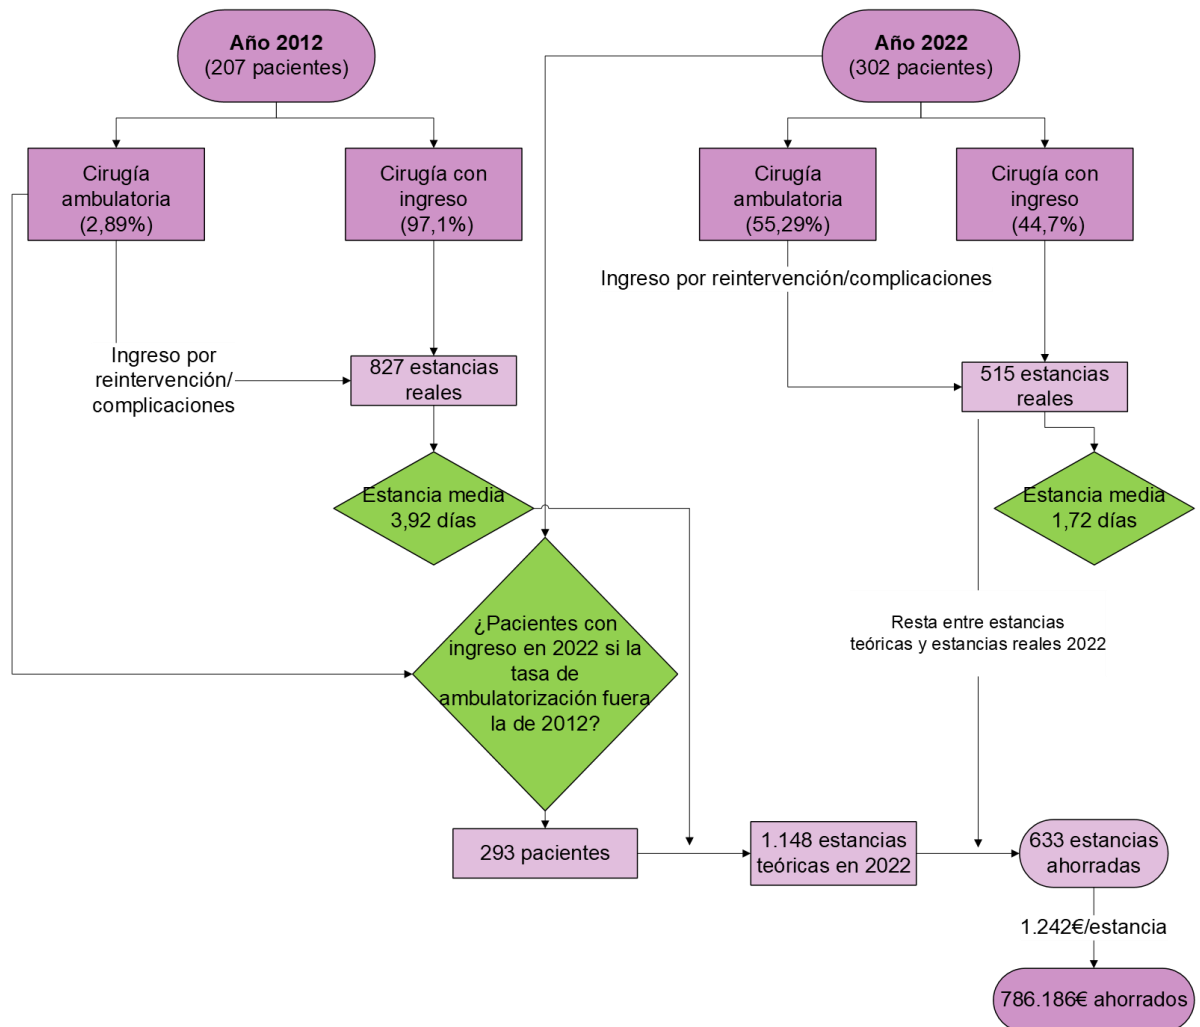 Año 2012
(207 pacientes)
Año 2022
(302 pacientes)
Cirugía
ambulatoria
(2,89%)
Cirugía con
ingreso
(97,1%)
Cirugía
ambulatoria
(55,29%)
Cirugía con
ingreso
(44,7%)
Ingreso por reintervención/complicaciones
Ingreso por
reintervención/
complicaciones
827 estancias
reales
515 estancias
reales
Estancia media
3,92 días
Estancia media
1,72 días
¿Pacientes con
ingreso en 2022 si la
tasa de
ambulatorización fuera
la de 2012?
Resta entre estancias
teóricas y estancias reales 2022
293 pacientes
1.148 estancias
teóricas en 2022
633 estancias
ahorradas
1.242€/estancia
786.186€ ahorrados